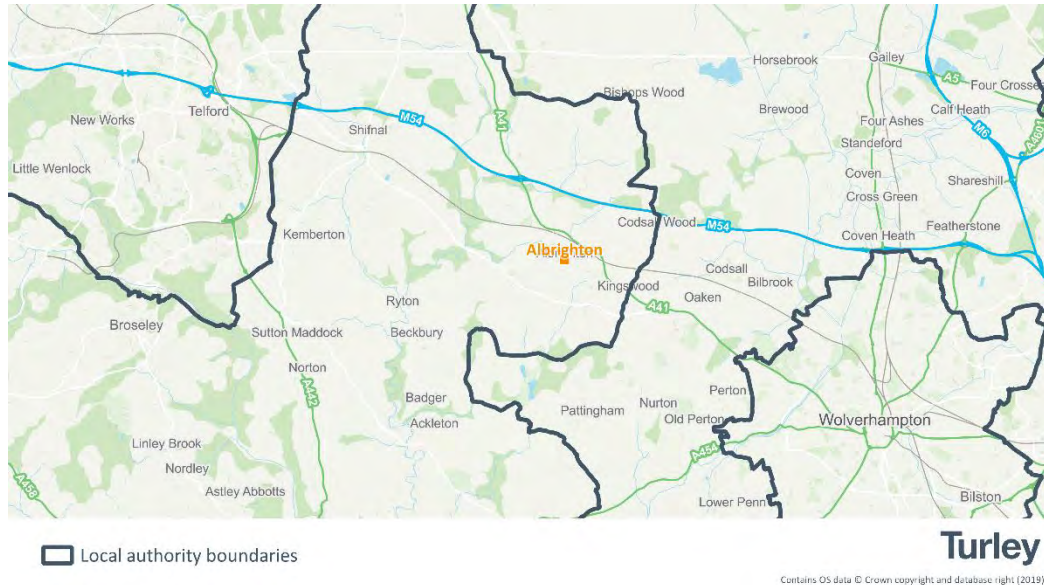 Horsebrook
Gailey
A5
Four Crosses
Telford
M54
A41
Bishops Wood
Brewood
Calf Heath
New Works
Shifnal
Four Ashes
M6
A4601
Standeford
Little Wenlock
Coven
Shareshill
Cross Green
Codsall Wood
M54
Featherstone
Kemberton
Coven Heath
Albrighton
Codsall
Bilbrook
Kingswood
Oaken
Ryton
A41
Broseley
Sutton Maddock
Beckbury
Norton
A442
Badger
Perton
Ackleton
Pattingham
Nurton
Old Perton
Wolverhampton
Linley Brook
A454
Nordley
A458
Astley Abbotts
Lower Penn
Bilston
Local authority boundaries
Turley
Contains OS data © Crown copyright and database right (2019)